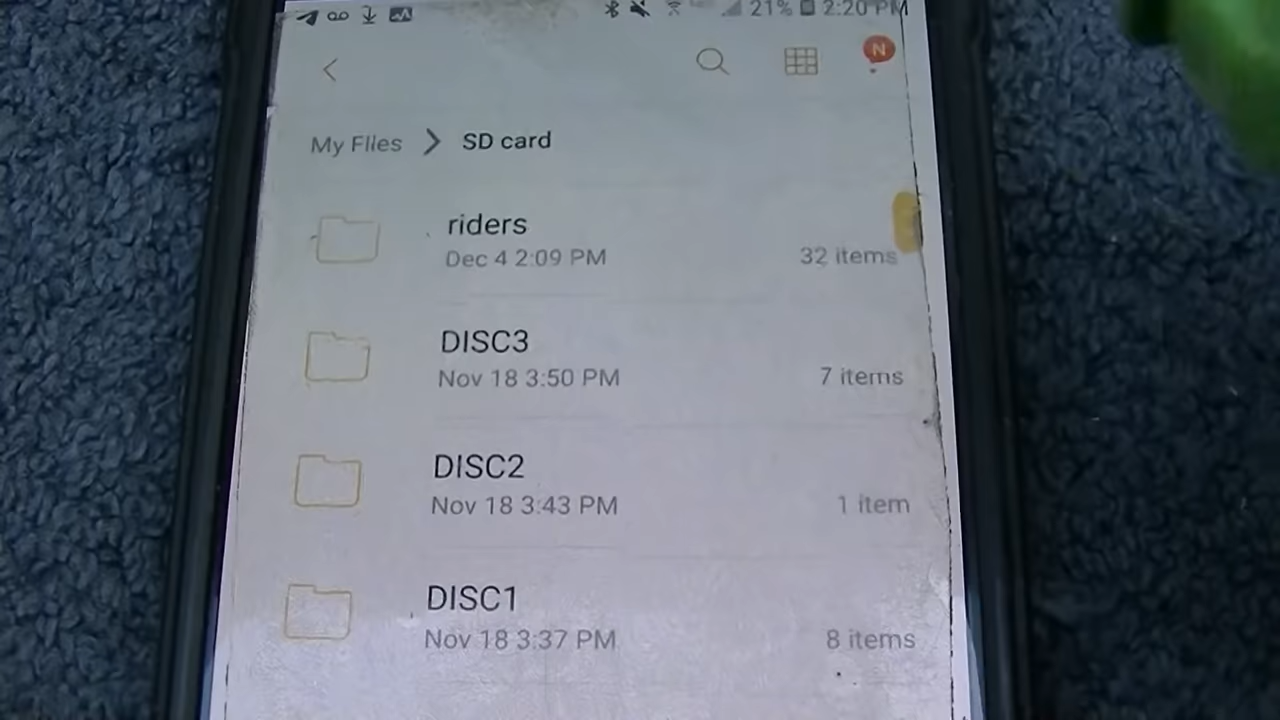 21% 2:20 PM
N
My Files > SD card
riders
Dec 4 2:09 PM 32 items
DISC3
Nov 18 3:50 PM 7 items
DISC2
Nov 18 3:43 PM 1 item
DISC1
Nov 18 3:37 PM 8 items